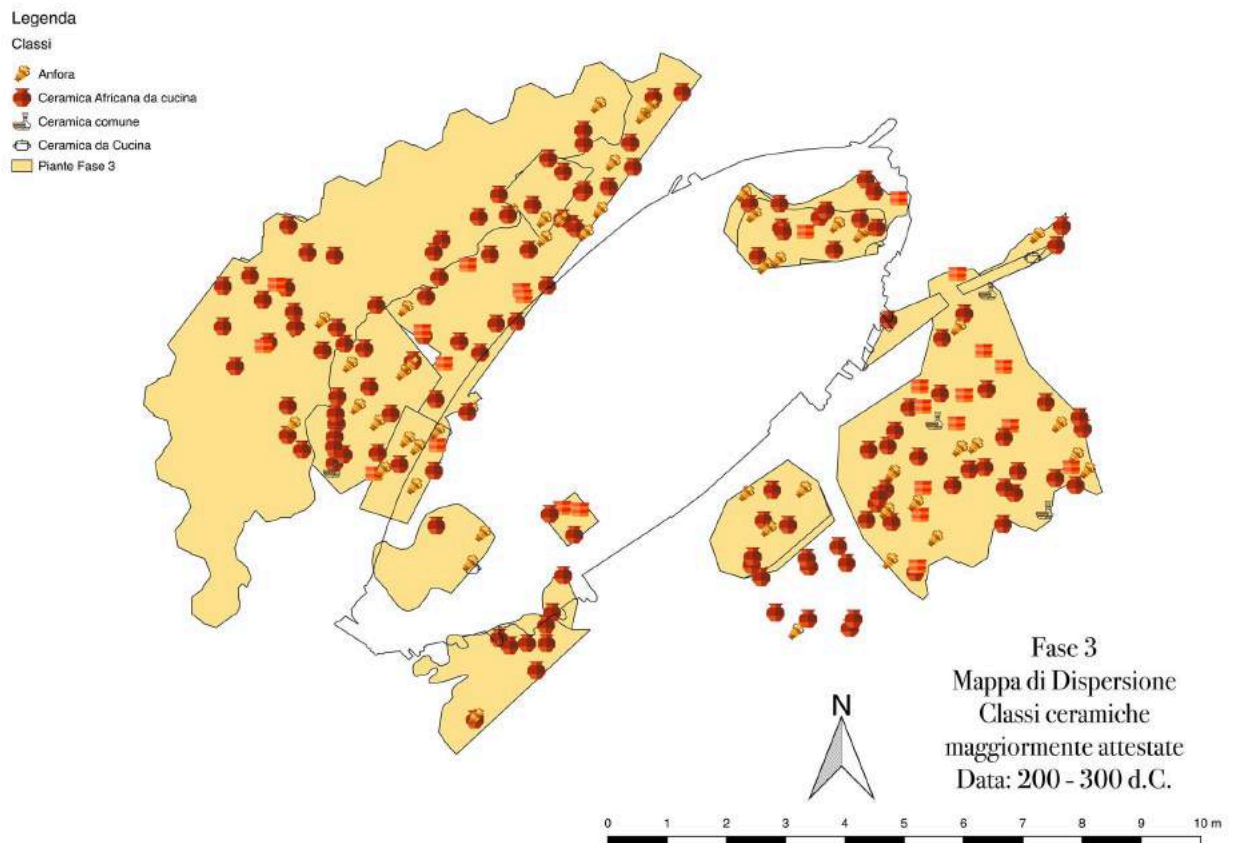 Legenda
Classi
Anfora
Ceramica Africana da cucina
Ceramica comune
Ceramica da Cucina
Piante Fase 3
Fase 3
Mappa di Dispersione
Classi ceramiche
maggiormente attestate
Data: 200 - 300 d.C.
N
0 1 2 3 4 5 6 7 8 9 10 m